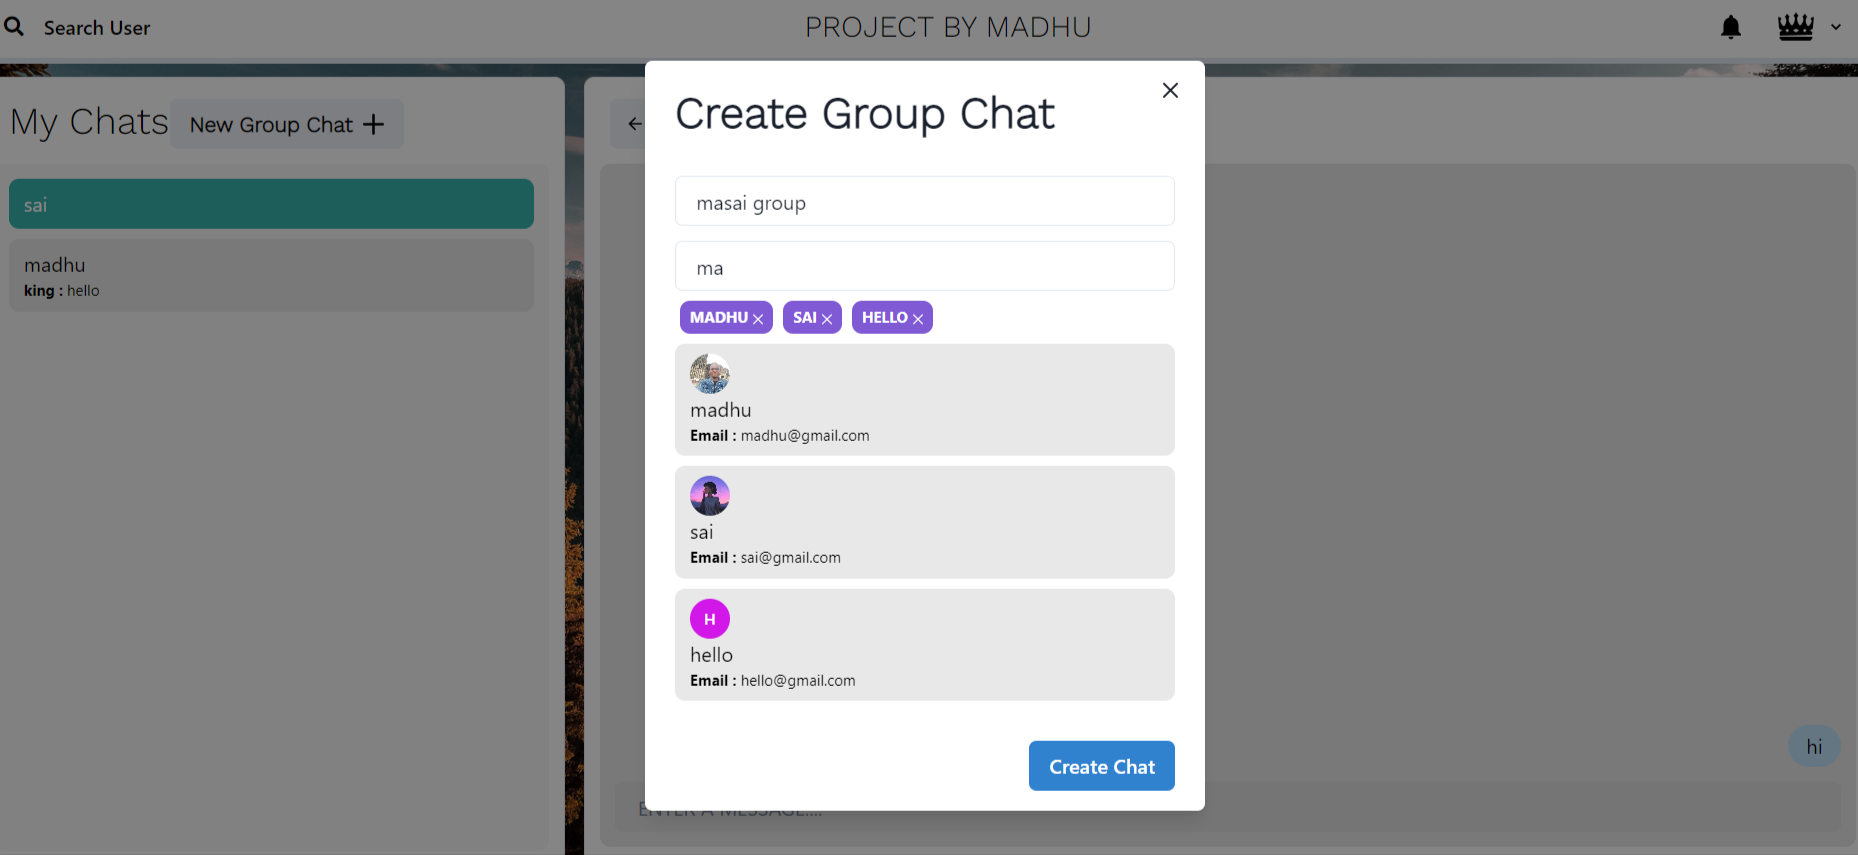 Search User
PROJECT BY MADHU
My Chats
New Group Chat
sai
madhu
king : hello
Create Group Chat
masai group
ma
MADHU
SAI
HELLO
madhu
Email : madhu@gmail.com
sai
Email : sai@gmail.com
H
hello
Email : hello@gmail.com
Create Chat
hi
ENTER A MESSAGE....